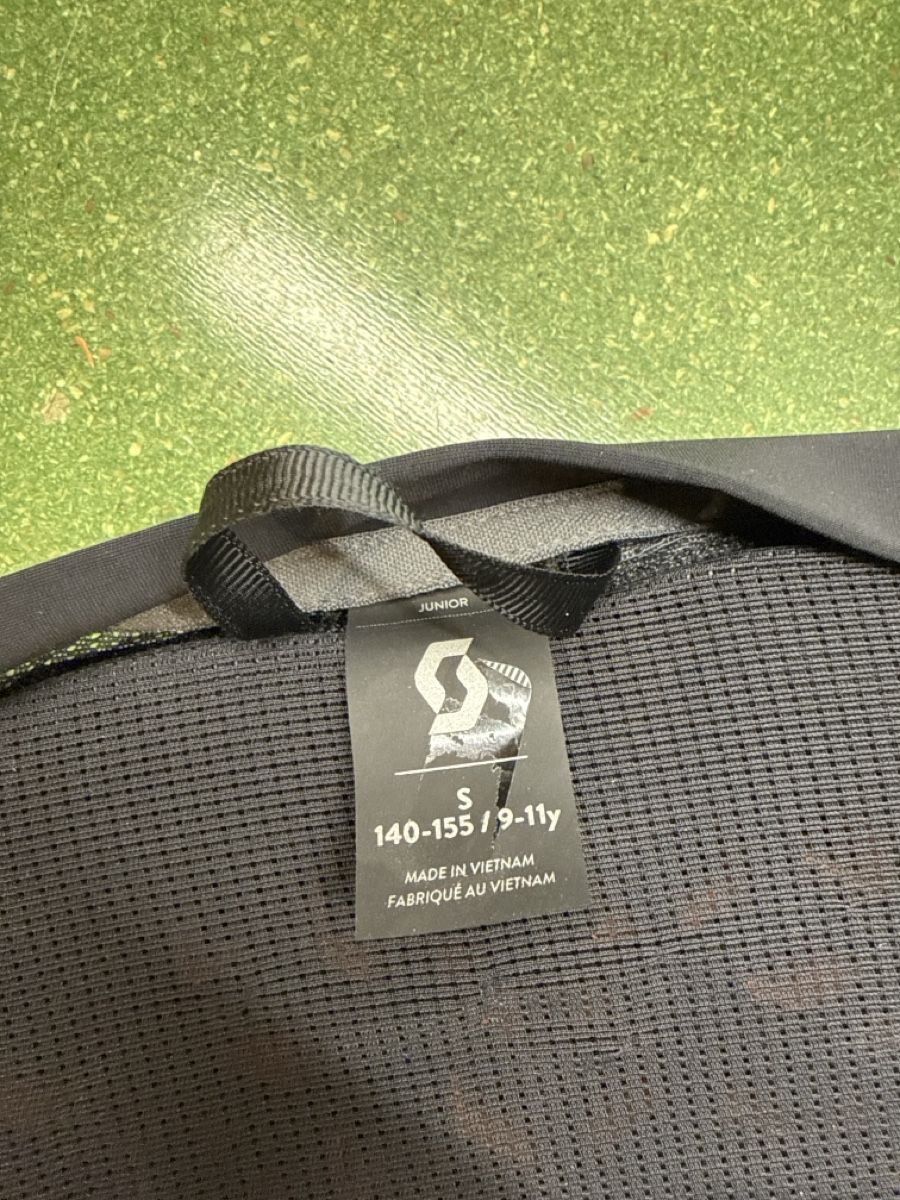 JUNIOR
S
140-155 / 9-11y
MADE IN VIETNAM
FABRIQUÉ AU VIETNAM